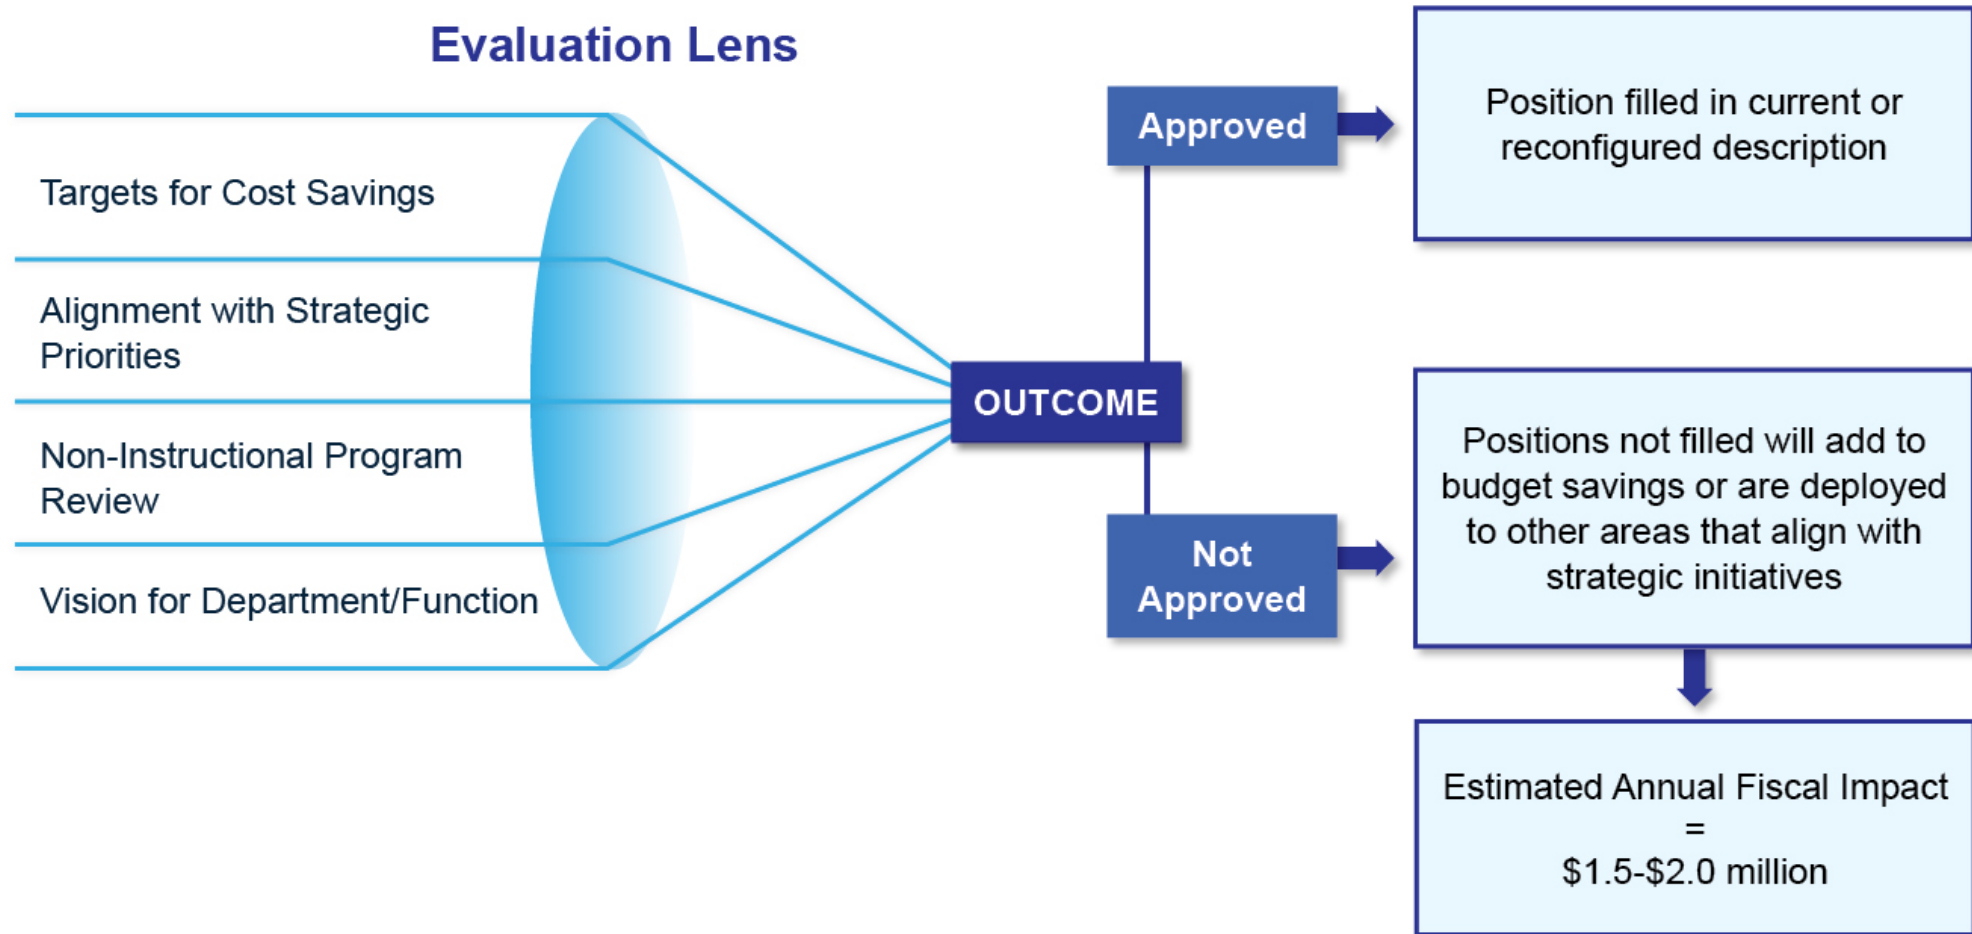 Evaluation Lens
Targets for Cost Savings
Alignment with Strategic
Priorities
Non-Instructional Program
Review
Vision for Department/Function
OUTCOME
Approved
Position filled in current or
reconfigured description
Not
Approved
Positions not filled will add to
budget savings or are deployed
to other areas that align with
strategic initiatives
Estimated Annual Fiscal Impact
=
$1.5-$2.0 million